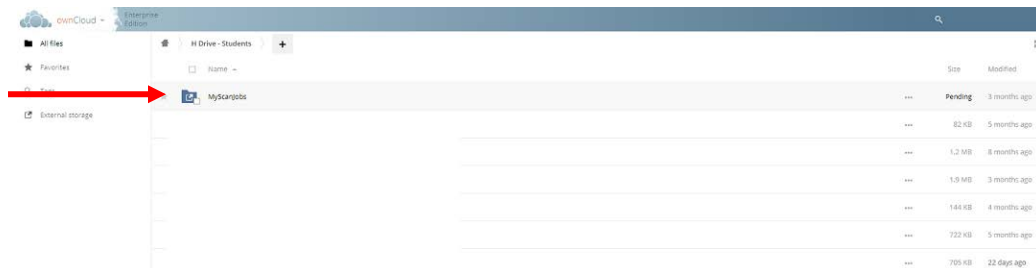 ownCloud
Enterprise
Edition
All files
H Drive - Students
+
Favorites
Name
Size
Modified
Tags
MyScanJobs
...
Pending
3 months ago
External storage
...
82 KB
5 months ago
...
1.2 MB
8 months ago
...
1.9 MB
3 months ago
...
144 KB
4 months ago
...
722 KB
5 months ago
...
705 KB
22 days ago